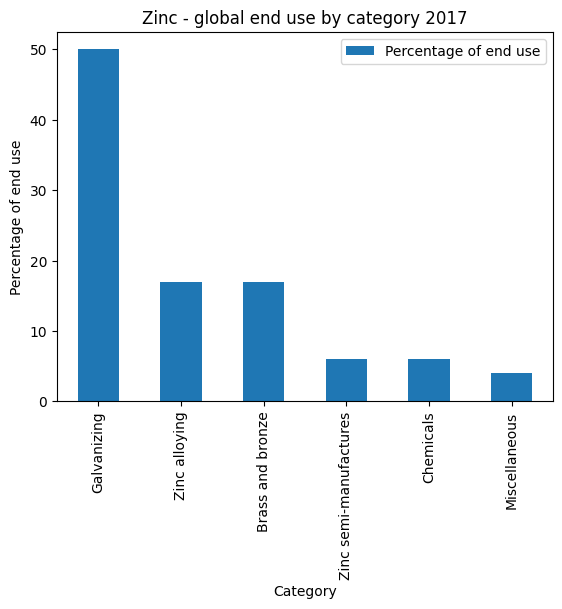 Zinc - global end use by category 2017
Percentage of end use
Percentage of end use
50
40
30
20
10
0
Galvanizing
Zinc alloying
Brass and bronze
Zinc semi-manufactures
Chemicals
Miscellaneous
Category